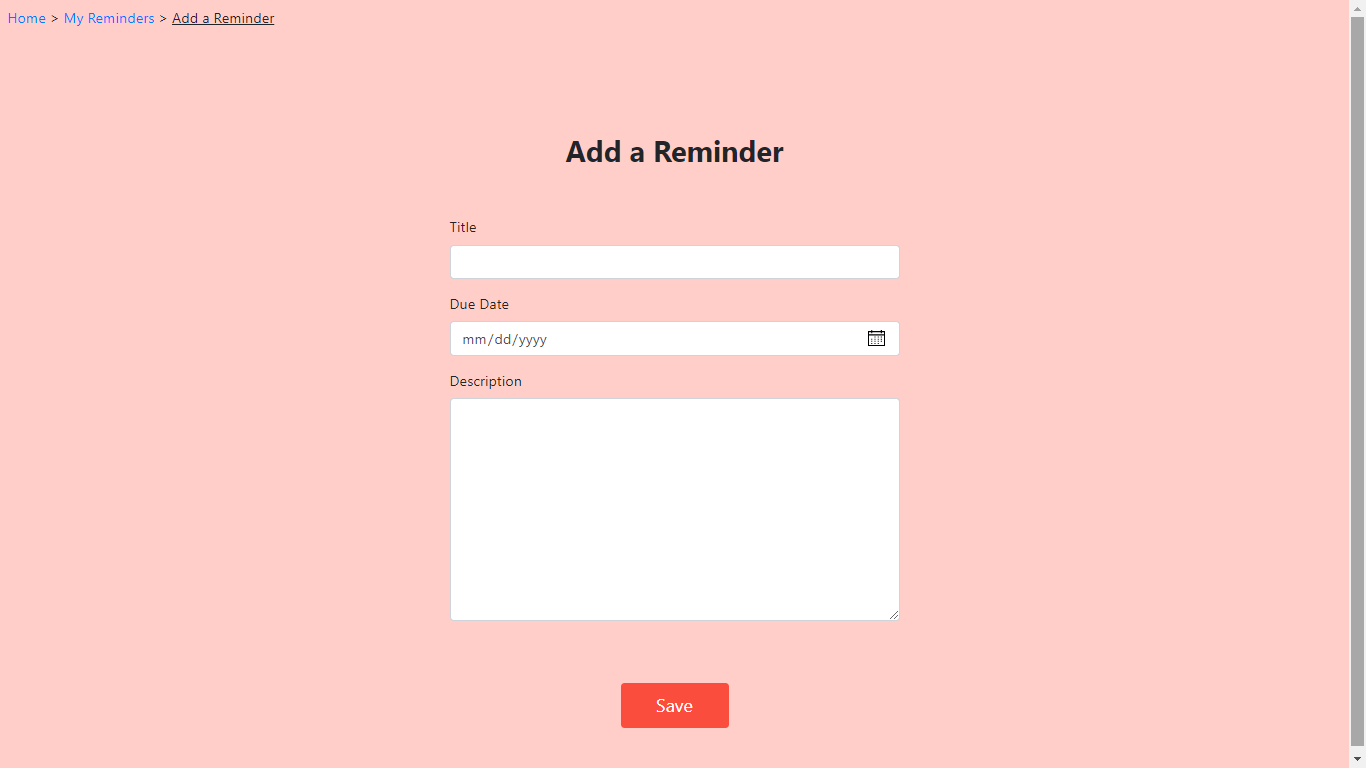 Home > My Reminders > Add a Reminder
Add a Reminder
Title
Due Date
mm/dd/yyyy
Description
Save